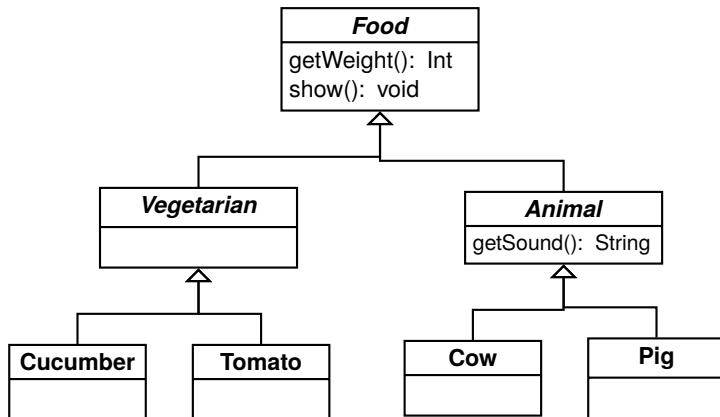 Food
getWeight(): Int
show(): void
Vegetarian
Animal
getSound(): String
Cucumber
Tomato
Cow
Pig